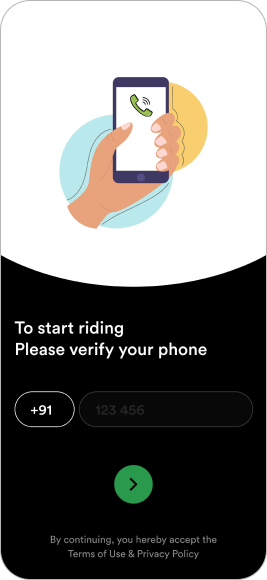 To start riding
Please verify your phone
+91
123 456
By continuing, you hereby accept the
Terms of Use & Privacy Policy